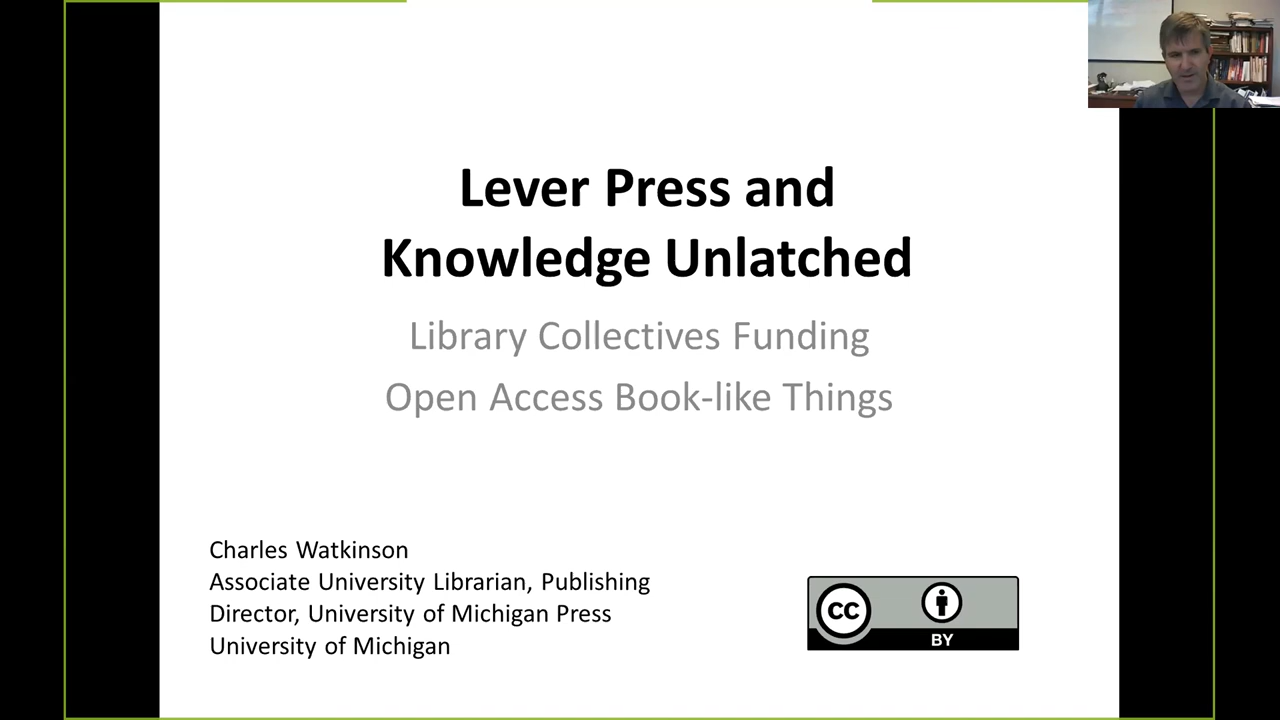 Lever Press and
Knowledge Unlatched
Library Collectives Funding
Open Access Book-like Things
Charles Watkinson
Associate University Librarian, Publishing
Director, University of Michigan Press
University of Michigan
CC
BY